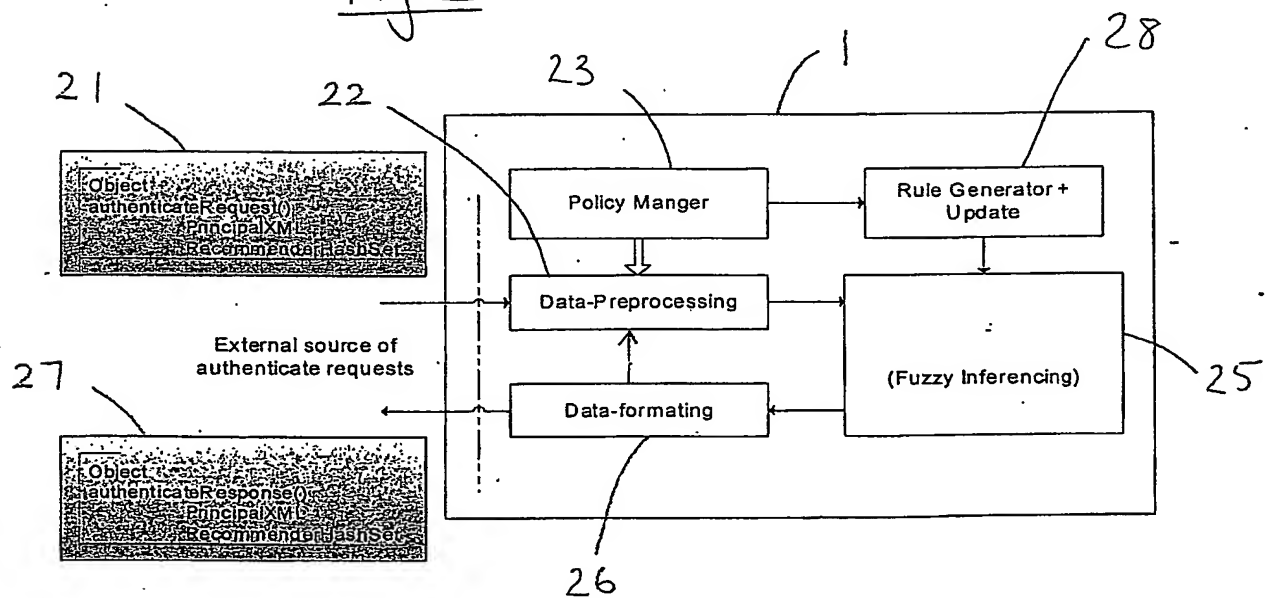 28
1
23
21
22
Object
authenticateRequest()
PrincipalXML
RecommenderHashSet
Policy Manger
Rule Generator +
Update
Data-Preprocessing
External source of
authenticate requests
(Fuzzy Inferencing)
27
25
Data-formating
Object
authenticateResponse()
PrincipalXML
RecommenderHashSet
26